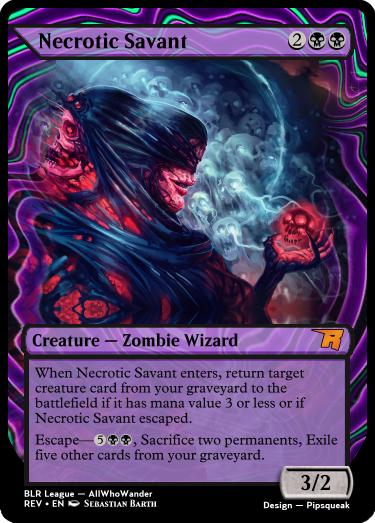 Necrotic Savant 2
Creature — Zombie Wizard
When Necrotic Savant enters, return target
creature card from your graveyard to the
battlefield if it has mana value 3 or less or if
Necrotic Savant escaped.
Escape—5, Sacrifice two permanents, Exile
five other cards from your graveyard.
3/2
BLR League — AllWhoWander
REV • EN Sebastian Barth
Design — Pipsqueak